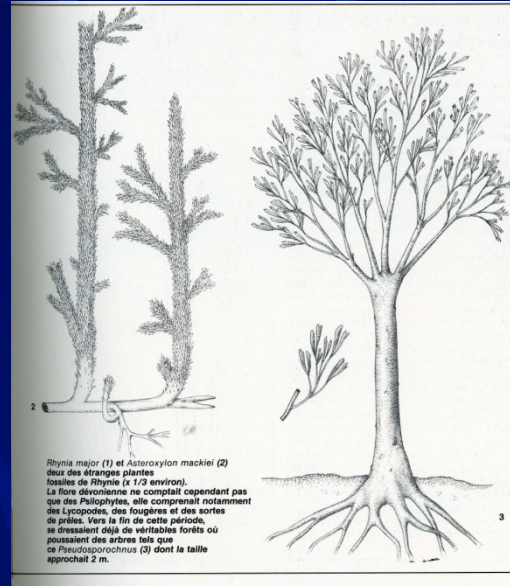 2
3
Rhynia major (1) et Asteroxylon mackiei (2)
deux des étranges plantes
fossiles de Rhynie (x 1/3 environ).
La flore dévonienne ne comptait cependant pas
que des Psilophytes, elle comprenait notamment
des Lycopodes, des fougères et des sortes
de prêles. Vers la fin de cette période,
se dressaient déjà de véritables forêts où
poussaient des arbres tels que
ce Pseudosporochnus (3) dont la taille
approchait 2 m.